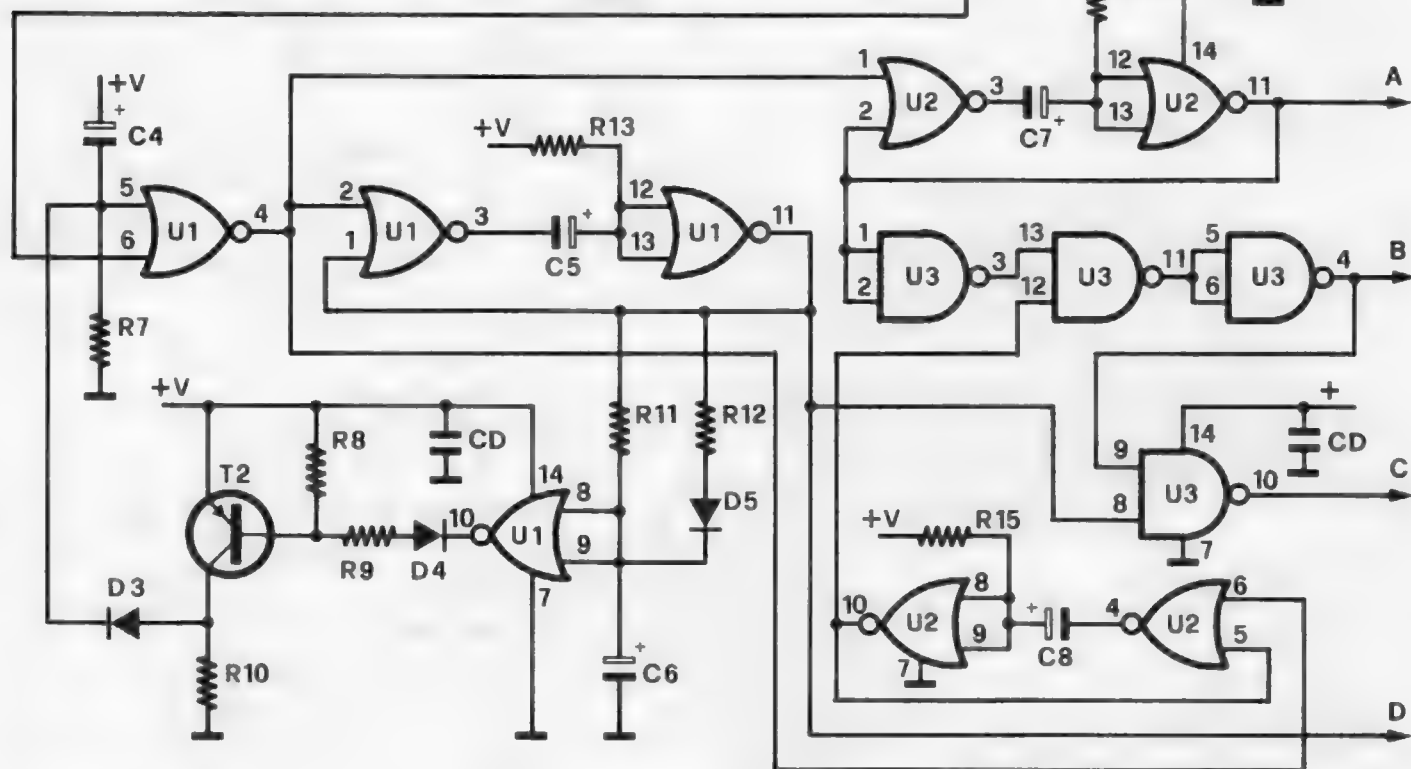 14
1
12
A
+V
+
3
11
U2
U2
C4
2
+
13
C7
+V
R13
5
2
12
+
4
3
11
U1
U1
U1
6
1
13
C5
1
13
5
3
11
4
B
U3
U3
U3
2
12
6
R7
+V
R11
R12
+
R8
CD
14
CD
T2
14
9
10
C
8
U3
D5
10
+V
R15
8
U1
9
R9
D4
7
7
D3
8
+
6
10
4
U2
U2
9
5
+
C8
R10
C6
7
D